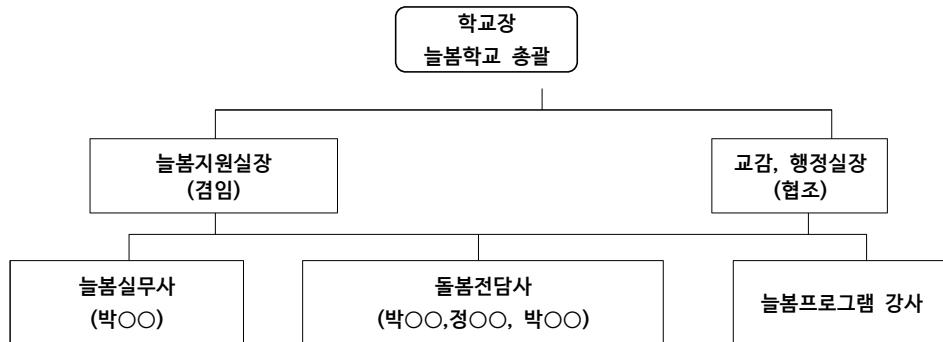 학교장
늘봄학교 총괄
늘봄지원실장
(겸임)
교감, 행정실장
(협조)
늘봄실무사
(박○○)
돌봄전담사
(박○○,정○○, 박○○)
늘봄프로그램 강사